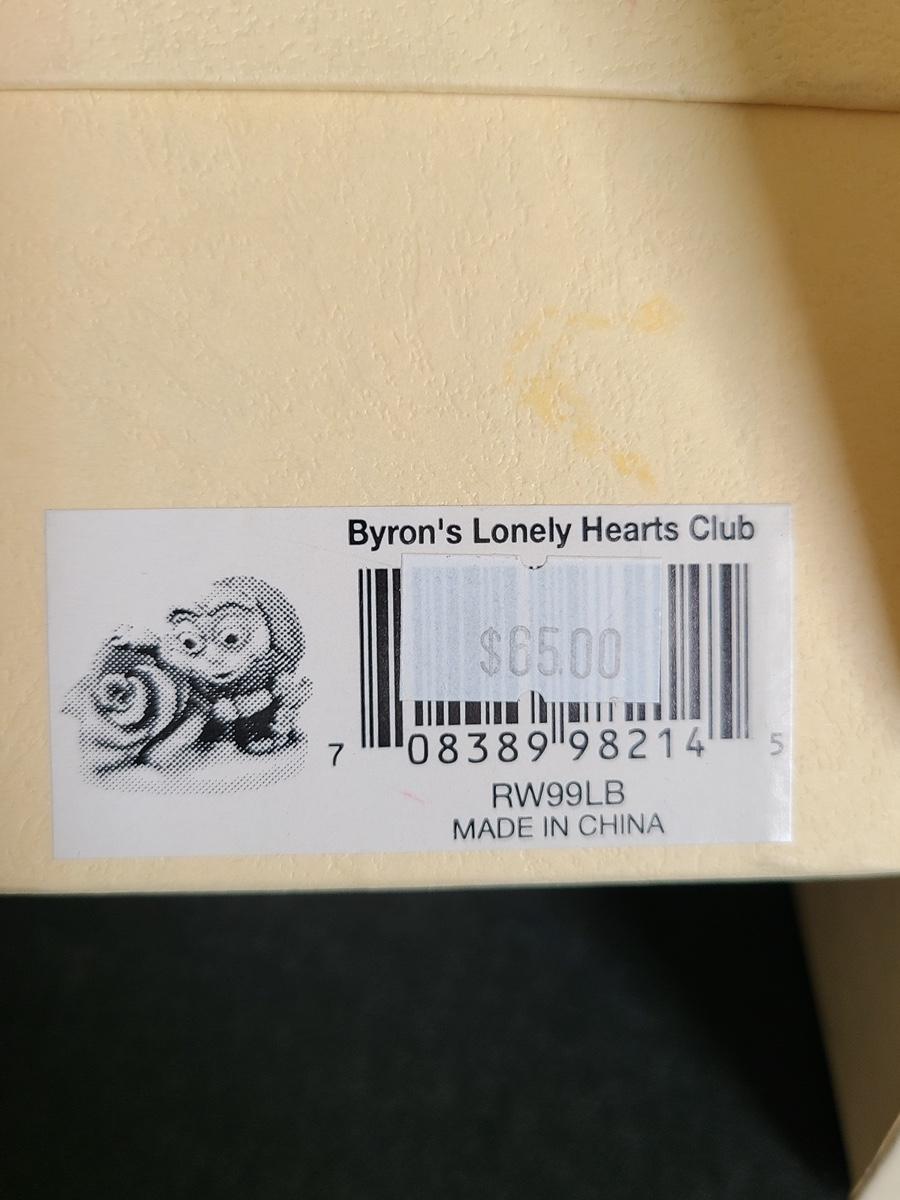 Byron's Lonely Hearts Club
$65.00
7 08389 98214 5
RW99LB
MADE IN CHINA